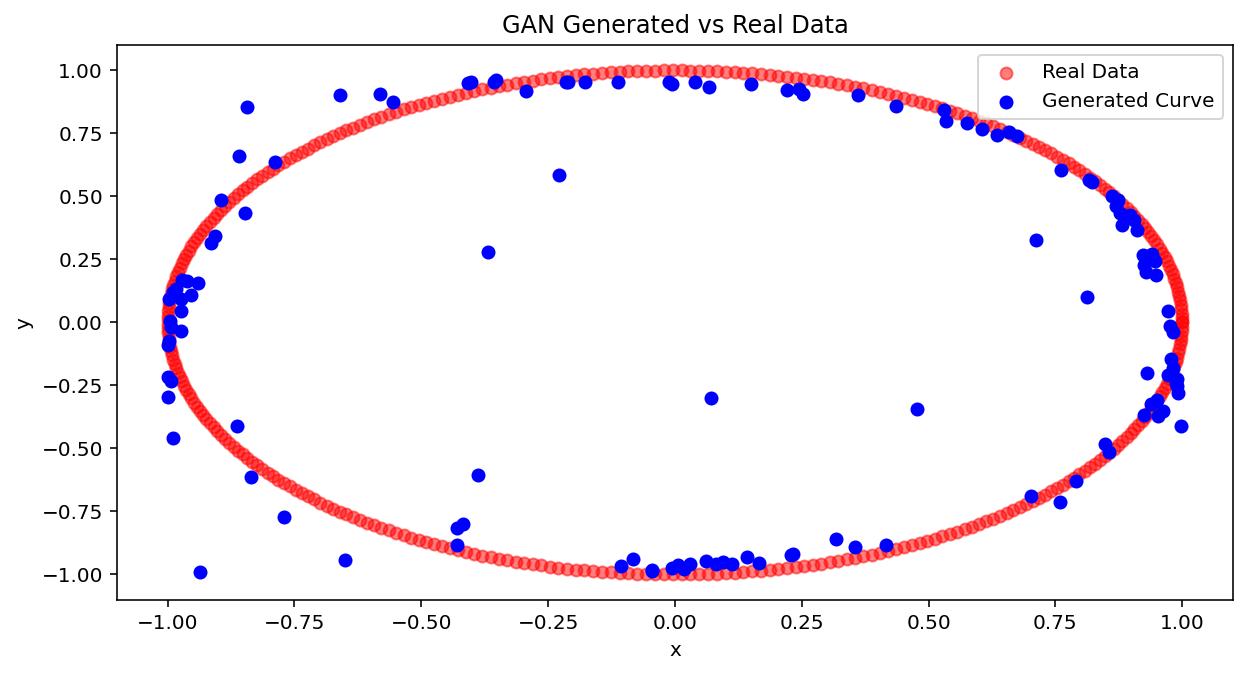 GAN Generated vs Real Data
Real Data
Generated Curve
1.00
0.75
0.50
0.25
0.00
−0.25
−0.50
−0.75
−1.00
y
−1.00 −0.75 −0.50 −0.25 0.00 0.25 0.50 0.75 1.00
x